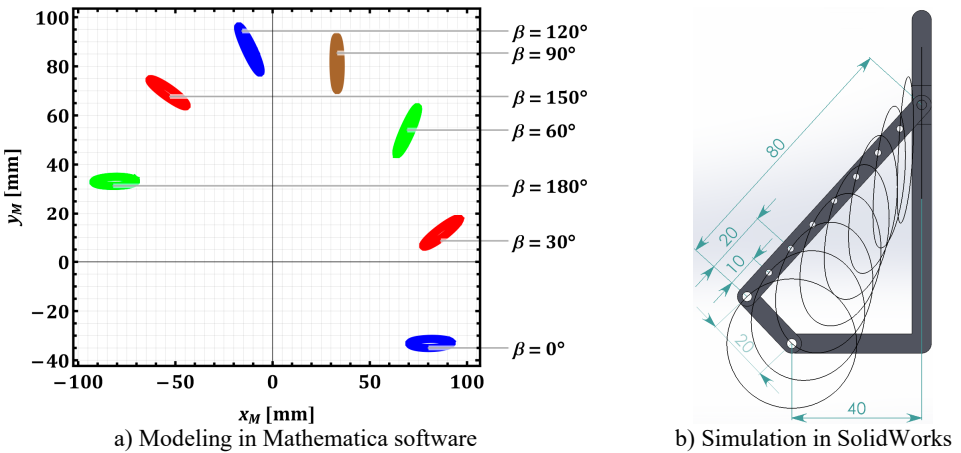 100
80
60
40
20
0
−20
−40
−100
−50
0
50
100
y_M [mm]
x_M [mm]
β = 120°
β = 90°
β = 150°
β = 60°
β = 180°
β = 30°
β = 0°
80
20
10
20
40
a) Modeling in Mathematica software
b) Simulation in SolidWorks